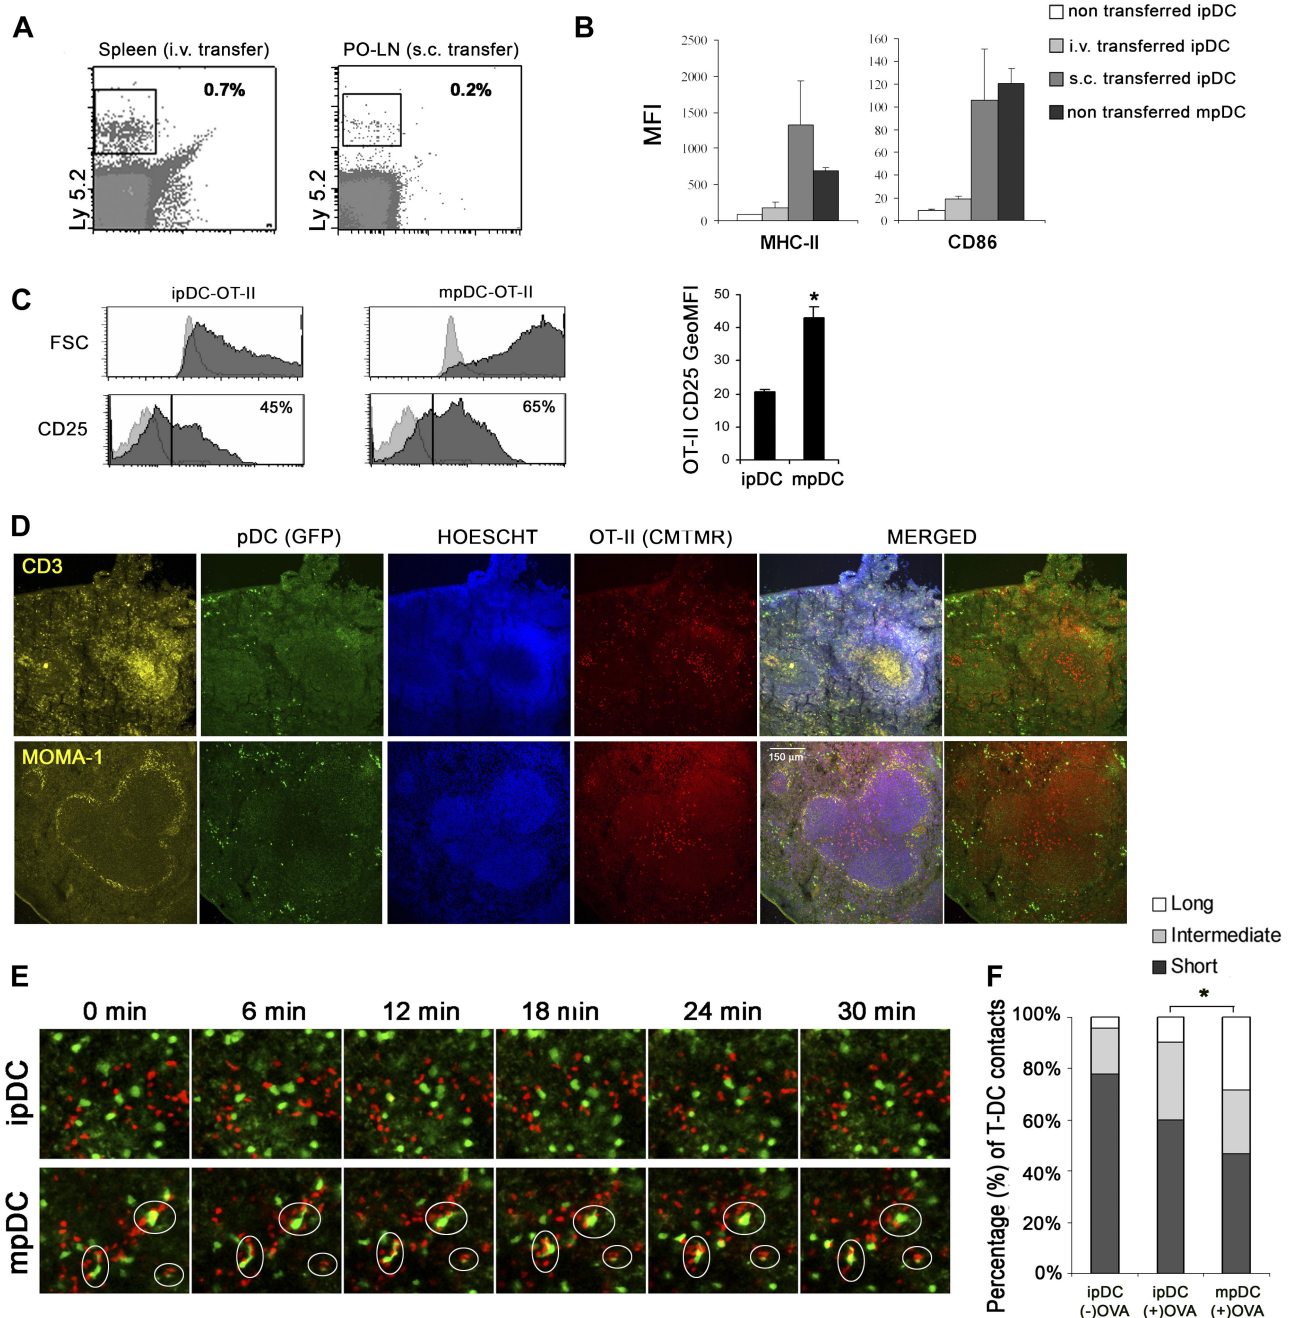 A
Spleen (i.v. transfer)
0.7%
Ly 5.2
PO-LN (s.c. transfer)
0.2%
Ly 5.2
B
non transferred ipDC
i.v. transferred ipDC
s.c. transferred ipDC
non transferred mpDC
MFI
2500
2000
1500
1000
500
0
MHC-II
160
140
120
100
80
60
40
20
0
CD86
C
ipDC-OT-II
mpDC-OT-II
FSC
CD25
45%
65%
OT-II CD25 GeoMFI
50
40
30
20
10
0
*
ipDC mpDC
D
pDC (GFP)
HOESCHT
OT-II (CMTMR)
MERGED
CD3
MOMA-1
150 µm
E
0 min
6 min
12 min
18 min
24 min
30 min
ipDC
mpDC
F
Long
Intermediate
Short
*
Percentage (%) of T-DC contacts
100%
80%
60%
40%
20%
0%
ipDC
(-)OVA
ipDC
(+)OVA
mpDC
(+)OVA